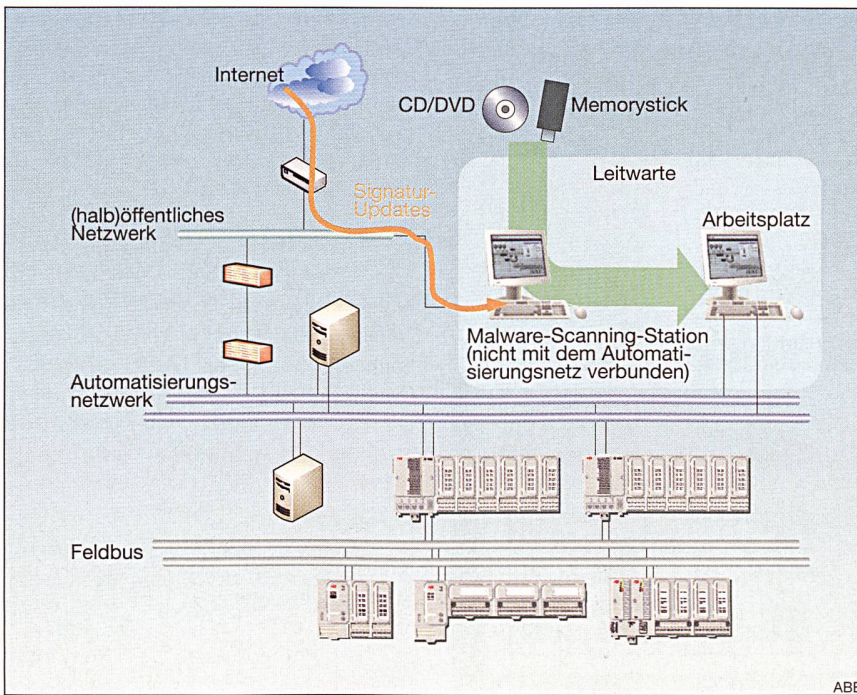 Internet
CD/DVD
Memorystick
Leitwarte
Signatur-
Updates
(halb)öffentliches
Netzwerk
Arbeitsplatz
Malware-Scanning-Station
(nicht mit dem Automati-
sierungsnetz verbunden)
Automatisierungs-
netzwerk
Feldbus
ABB